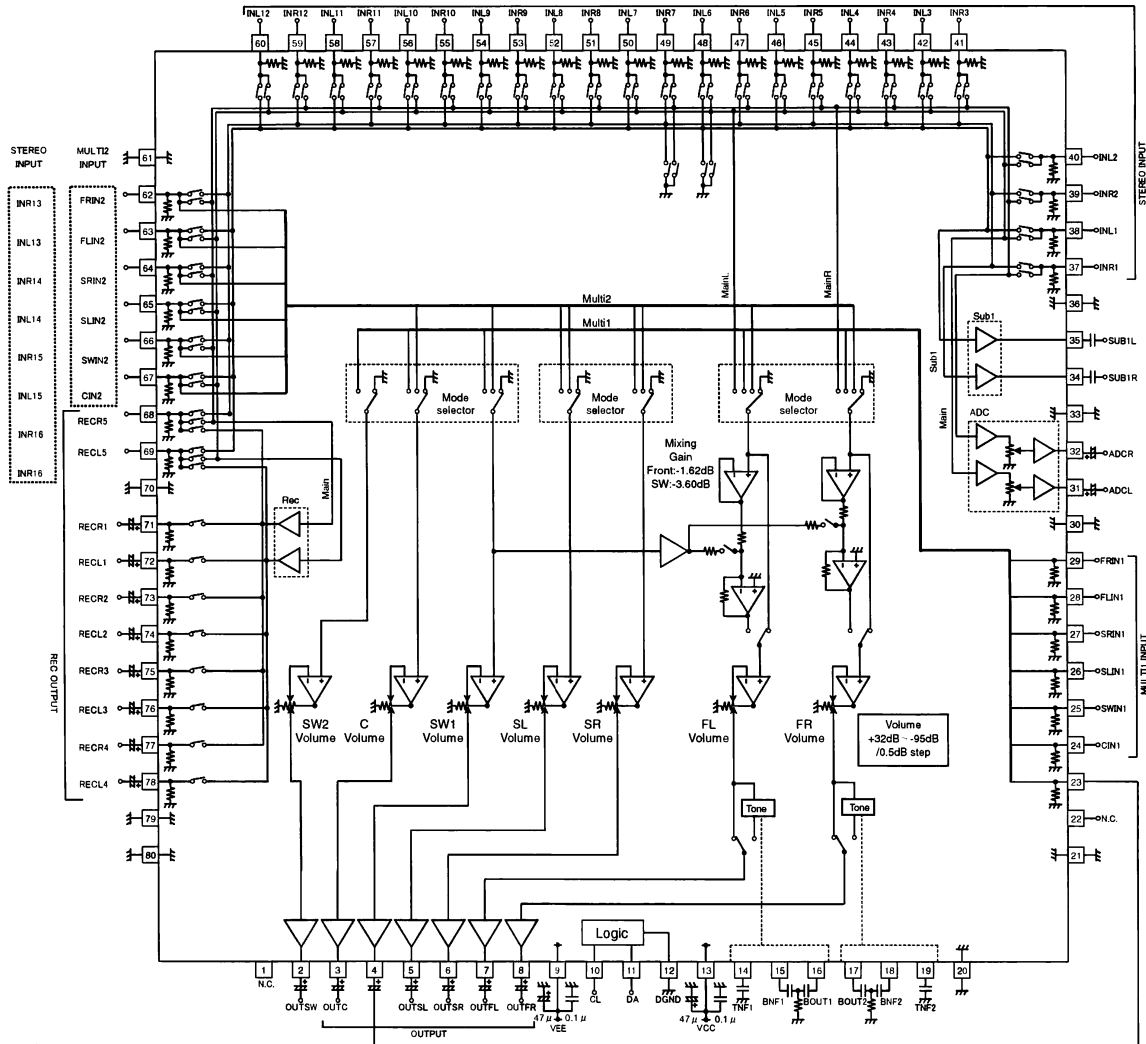 INL12 INR12 INL11 INR11 INL10 INR10 INL9 INR9 INL8 INR8 INL7 INR7 INL6 INR6 INL5 INR5 INL4 INR4 INL3 INR3
60 59 58 57 56 55 54 53 52 51 50 49 48 47 46 45 44 43 42 41
STEREO INPUT
MULTI2 INPUT
61
62
63
64
65
66
67
68
69
70
71
72
73
74
75
76
77
78
79
80
INR13
INL13
INR14
INL14
INR15
INL15
INR16
INR16
FRIN2
FLIN2
SRIN2
SLIN2
SWIN2
CIN2
RECR5
RECL5
RECR1
RECL1
RECR2
RECL2
RECR3
RECL3
RECR4
RECL4
REC OUTPUT
Main
Rec
MainL
MainR
Multi2
Multi1
Mode selector
Mode selector
Mode selector
Mixing
Gain
Front:-1.62dB
SW:-3.60dB
SW2 Volume
C Volume
SW1 Volume
SL Volume
SR Volume
FL Volume
FR Volume
Volume
+32dB ~ -95dB
/0.5dB step
Tone
Tone
Logic
Sub1
Sub1
Main
ADC
40 INL2
39 INR2
38 INL1
37 INR1
36
35 SUB1L
34 SUB1R
33
32 ADCR
31 ADCL
30
29 FRIN1
28 FLIN1
27 SRIN1
26 SLIN1
25 SWIN1
24 CIN1
23
22 N.C.
21
STEREO INPUT
MULTI1 INPUT
1 2 3 4 5 6 7 8 9 10 11 12 13 14 15 16 17 18 19 20
N.C.
OUTSW OUTC OUTSL OUTSR OUTFL OUTFR
OUTPUT
47μ 0.1μ
VEE
CL DA DGND
47μ 0.1μ
VCC
TNF1 BNF1 BOUT1 BOUT2 BNF2 TNF2